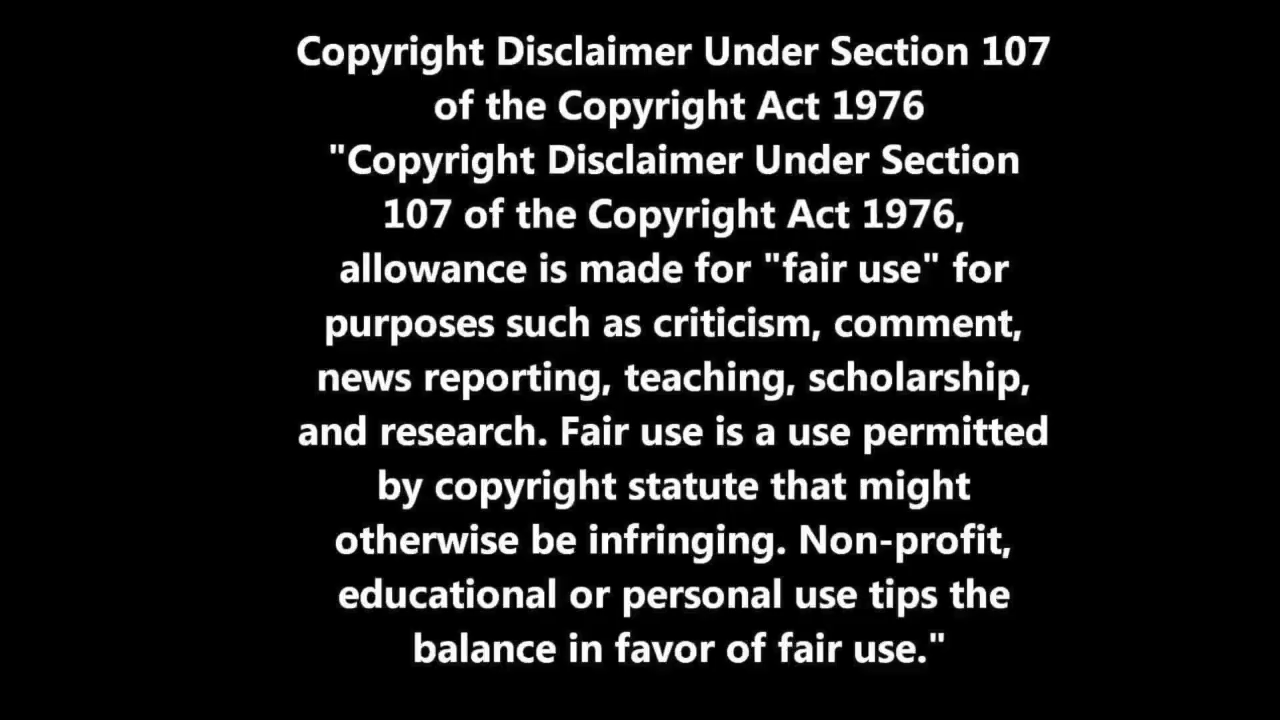 Copyright Disclaimer Under Section 107
of the Copyright Act 1976
"Copyright Disclaimer Under Section
107 of the Copyright Act 1976,
allowance is made for "fair use" for
purposes such as criticism, comment,
news reporting, teaching, scholarship,
and research. Fair use is a use permitted
by copyright statute that might
otherwise be infringing. Non-profit,
educational or personal use tips the
balance in favor of fair use."